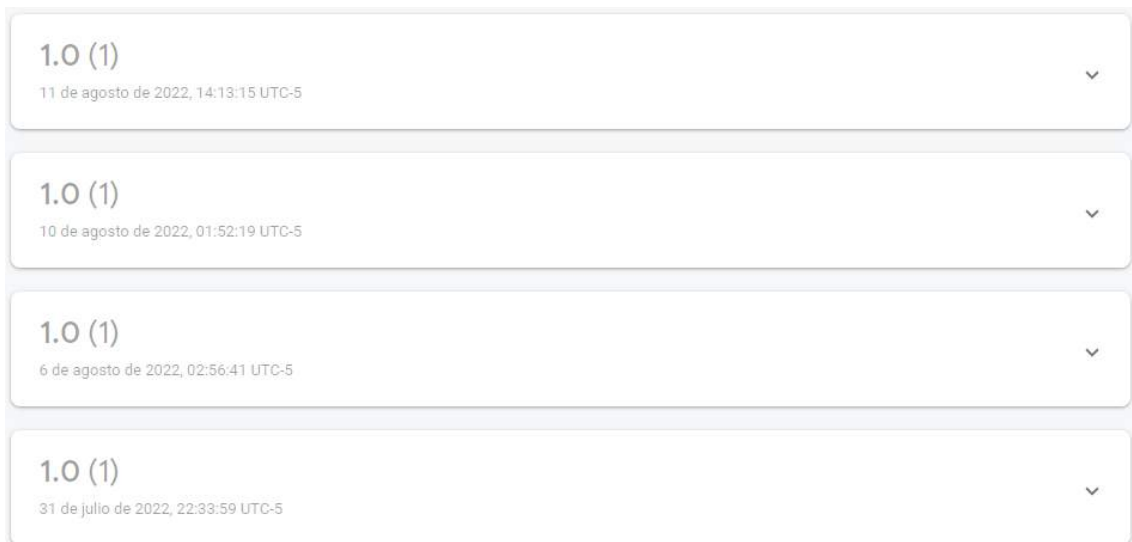 1.0 (1)
11 de agosto de 2022, 14:13:15 UTC-5
1.0 (1)
10 de agosto de 2022, 01:52:19 UTC-5
1.0 (1)
6 de agosto de 2022, 02:56:41 UTC-5
1.0 (1)
31 de julio de 2022, 22:33:59 UTC-5